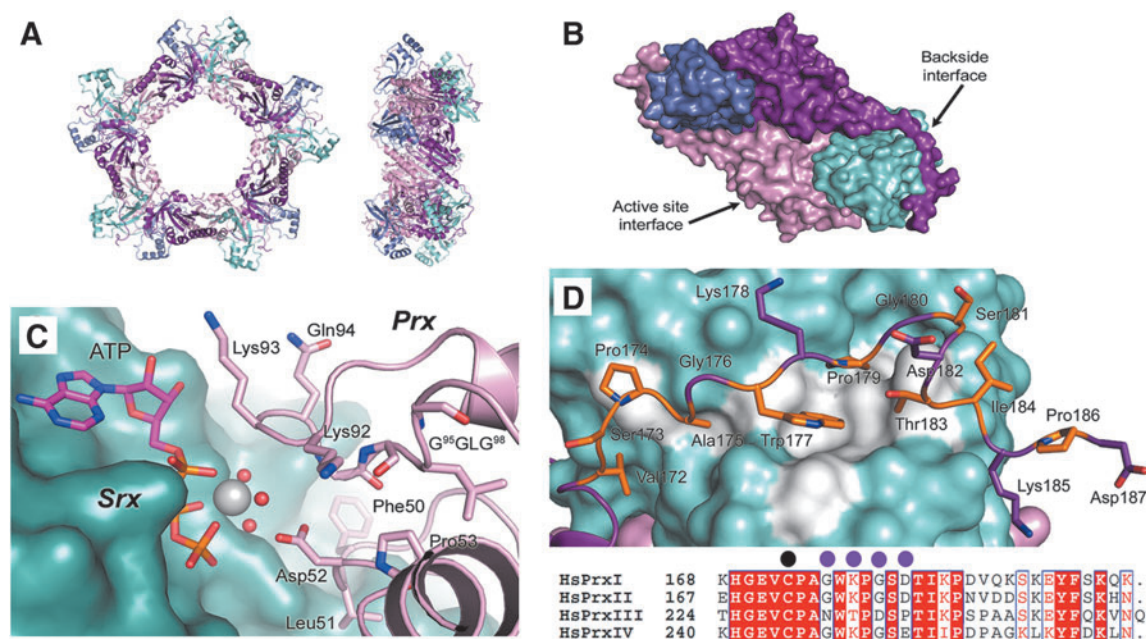 A
B
Backside
interface
Active site
interface
C
ATP
Lys93
Gln94
Prx
Lys92
G⁹⁵GLG⁹⁸
Srx
Phe50
Pro53
Asp52
Leu51
D
Lys178
Gly180
Ser181
Pro174
Gly176
Pro179
Asp182
Ile184
Pro186
Ser173
Ala175
Trp177
Thr183
Val172
Lys185
Asp187
HsPrxI 168 KHGEVCPAGWKPGSDTIKPDVQKSKEYFSKQK.
HsPrxII 167 EHGEVCPAGWKPGSDTIKPNVDDSKEYFSKHN.
HsPrxIII 224 THGEVCPANWTPDSPTIKPSPAASKEYFQKVNQ
HsPrxIV 240